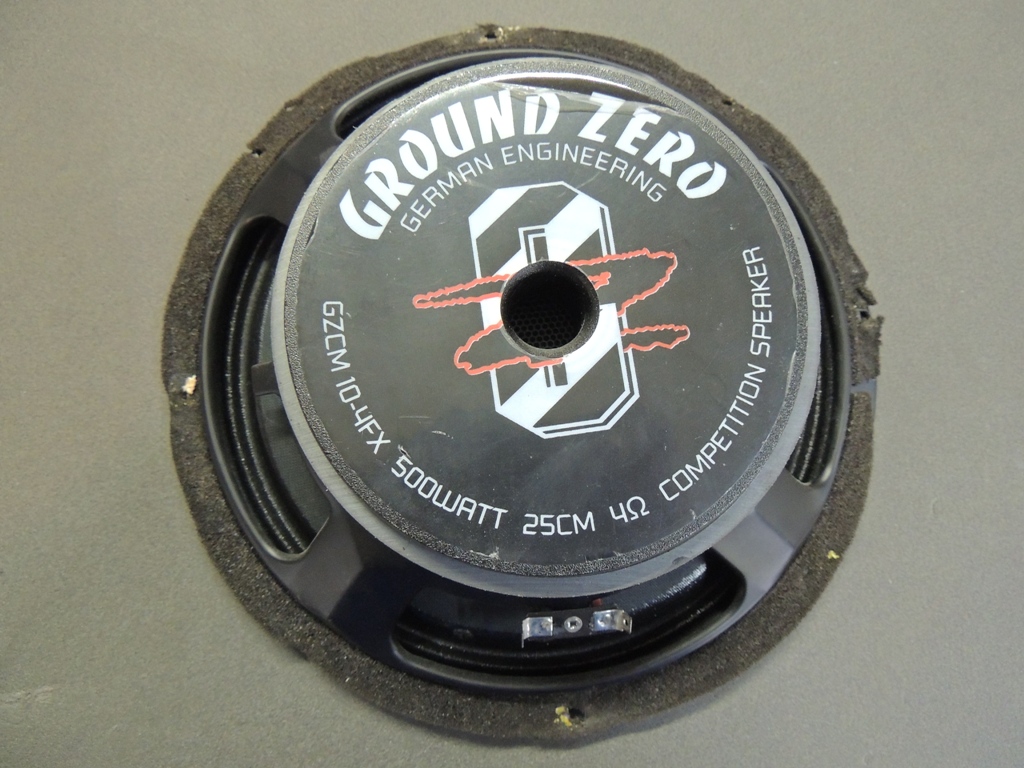 GROUND ZERO
GERMAN ENGINEERING
GZCM 10-4FX 500WATT 25CM 4Ω COMPETITION SPEAKER